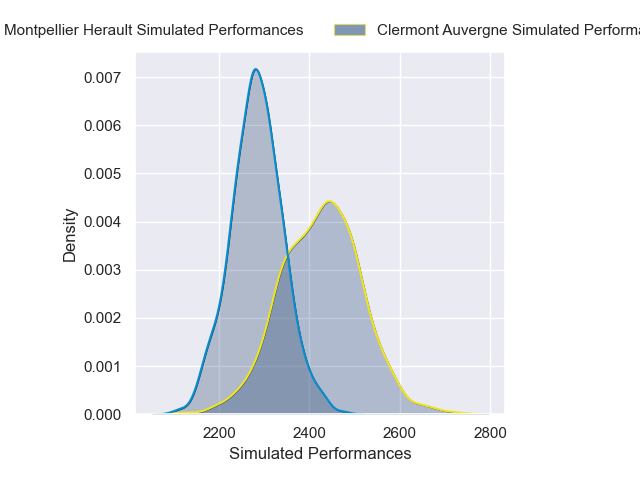 Montpellier Herault Simulated Performances
Clermont Auvergne Simulated
0.007
0.006
0.005
0.004
0.003
0.002
0.001
0.000
Density
2200 2400 2600 2800
Simulated Performances